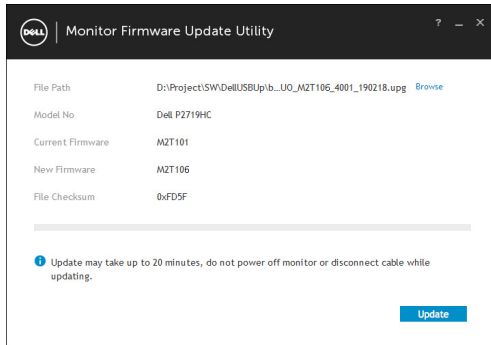 DELL
Monitor Firmware Update Utility
? _ ×
File Path D:\Project\SW\DellUSBUp\b...UO_M2T106_4001_190218.upg Browse
Model No Dell P2719HC
Current Firmware M2T101
New Firmware M2T106
File Checksum 0xFD5F
Update may take up to 20 minutes, do not power off monitor or disconnect cable while
updating.
Update